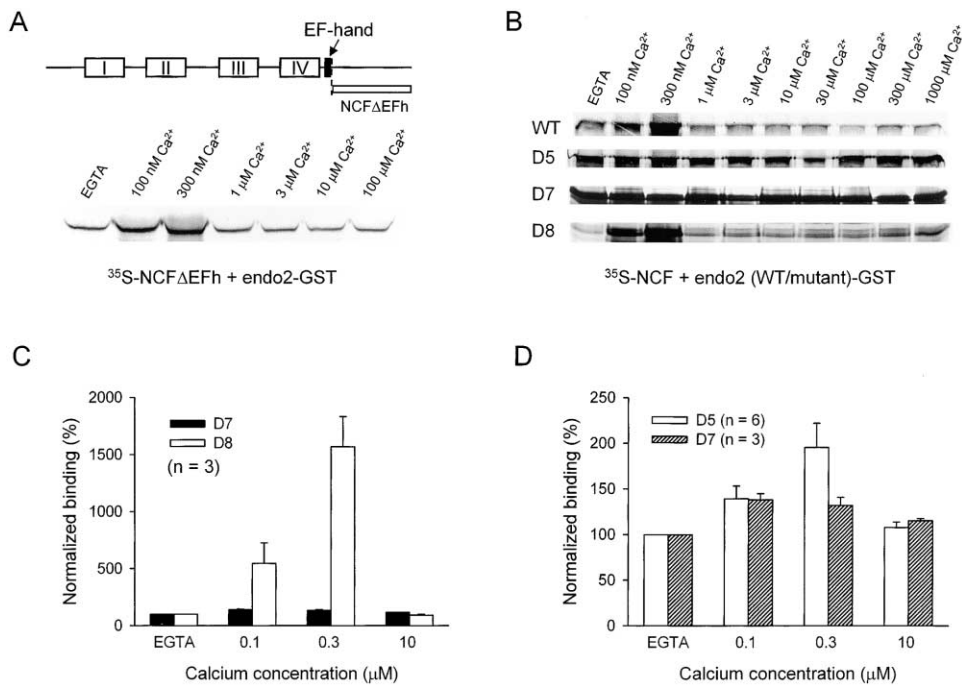 A
EF-hand
I II III IV
NCFΔEFh
EGTA
100 nM Ca²⁺
300 nM Ca²⁺
1 μM Ca²⁺
3 μM Ca²⁺
10 μM Ca²⁺
100 μM Ca²⁺
³⁵S-NCFΔEFh + endo2-GST
B
EGTA
100 nM Ca²⁺
300 nM Ca²⁺
1 μM Ca²⁺
3 μM Ca²⁺
10 μM Ca²⁺
30 μM Ca²⁺
100 μM Ca²⁺
300 μM Ca²⁺
1000 μM Ca²⁺
WT
D5
D7
D8
³⁵S-NCF + endo2 (WT/mutant)-GST
C
Normalized binding (%)
2000
1500
1000
500
0
D7
D8
(n = 3)
EGTA 0.1 0.3 10
Calcium concentration (μM)
D
Normalized binding (%)
250
200
150
100
50
0
D5 (n = 6)
D7 (n = 3)
EGTA 0.1 0.3 10
Calcium concentration (μM)